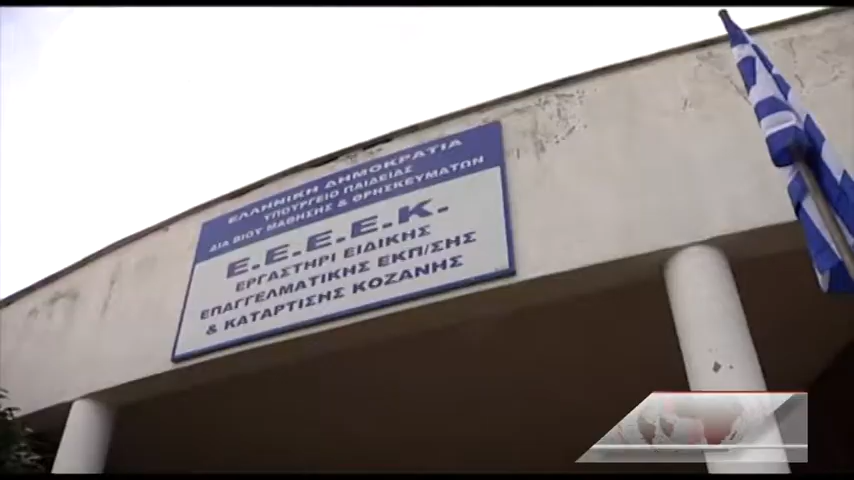 ΕΛΛΗΝΙΚΗ ΔΗΜΟΚΡΑΤΙΑ
ΥΠΟΥΡΓΕΙΟ ΠΑΙΔΕΙΑΣ
ΔΙΑ ΒΙΟΥ ΜΑΘΗΣΗΣ & ΘΡΗΣΚΕΥΜΑΤΩΝ
Ε.Ε.Ε.Ε.Κ.
ΕΡΓΑΣΤΗΡΙ ΕΙΔΙΚΗΣ
ΕΠΑΓΓΕΛΜΑΤΙΚΗΣ ΕΚΠ/ΣΗΣ
& ΚΑΤΑΡΤΙΣΗΣ ΚΟΖΑΝΗΣ